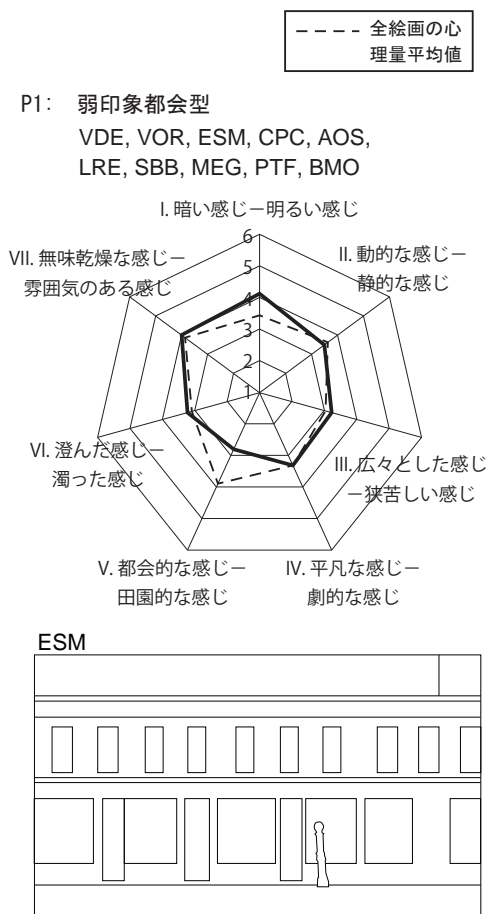 全絵画の心
理量平均値
P1: 弱印象都会型
VDE, VOR, ESM, CPC, AOS,
LRE, SBB, MEG, PTF, BMO
I. 暗い感じ－明るい感じ
II. 動的な感じ－
静的な感じ
III. 広々とした感じ
－狭苦しい感じ
IV. 平凡な感じ－
劇的な感じ
V. 都会的な感じ－
田園的な感じ
VI. 澄んだ感じ－
濁った感じ
VII. 無味乾燥な感じ－
雰囲気のある感じ
6
5
4
3
2
1
ESM